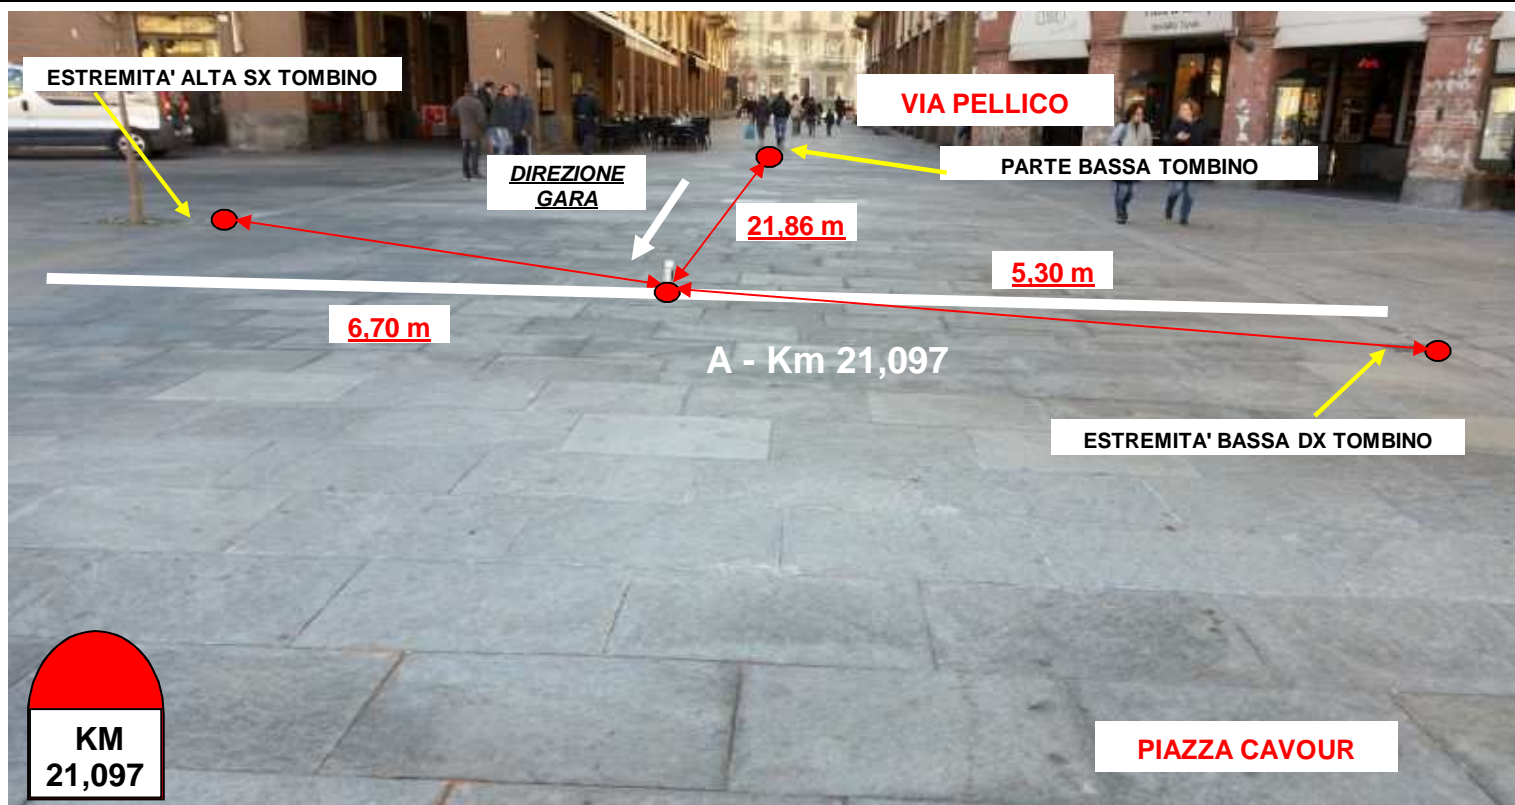 ESTREMITA' ALTA SX TOMBINO
VIA PELLICO
DIREZIONE
GARA
PARTE BASSA TOMBINO
21,86 m
5,30 m
6,70 m
A - Km 21,097
ESTREMITA' BASSA DX TOMBINO
KM
21,097
PIAZZA CAVOUR